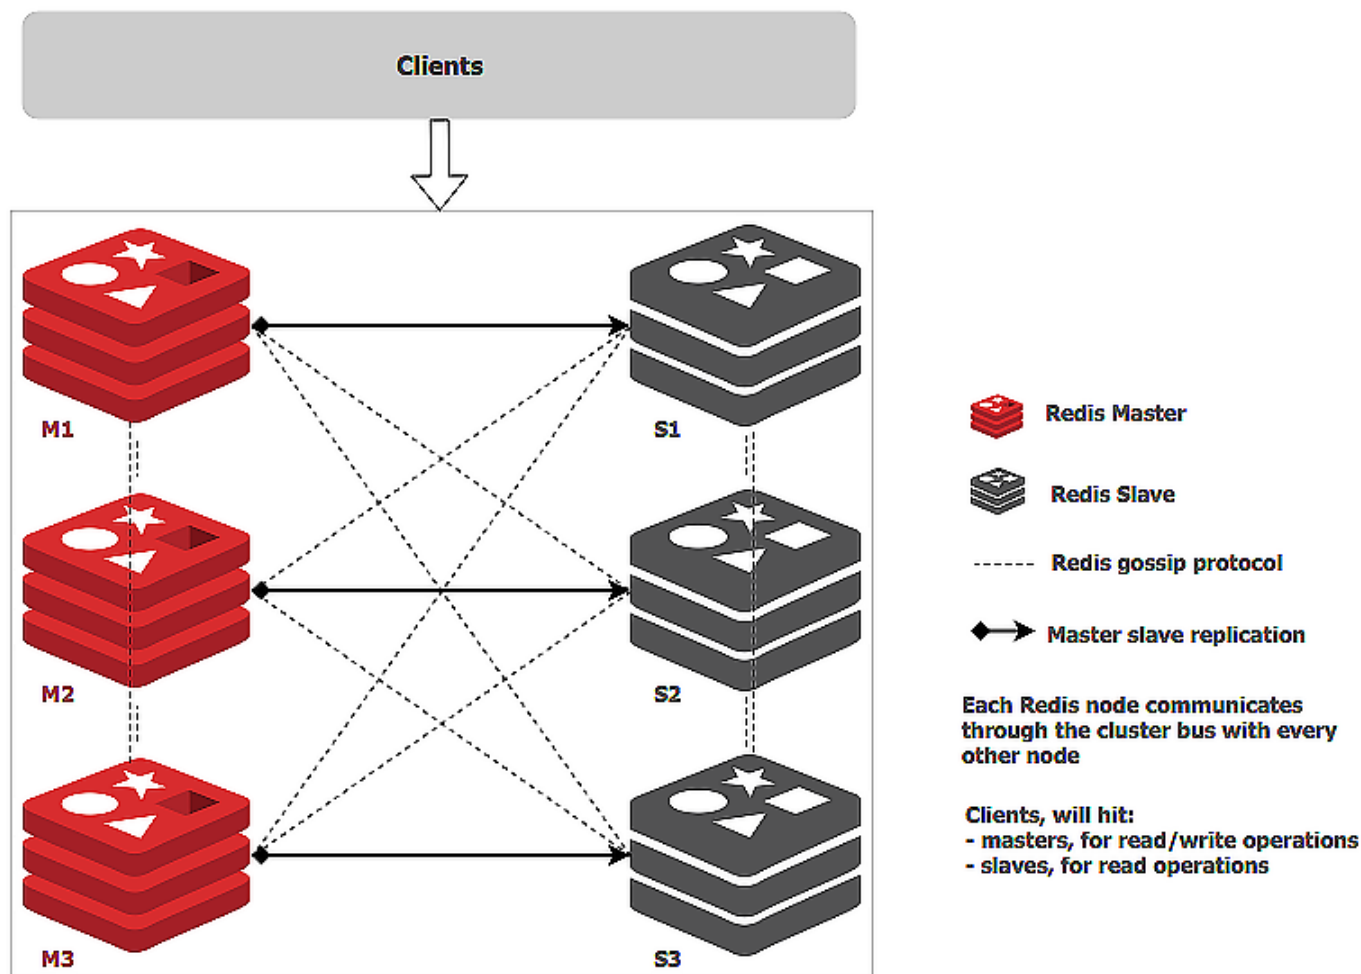 Clients
M1
S1
M2
S2
M3
S3
Redis Master
Redis Slave
Redis gossip protocol
Master slave replication
Each Redis node communicates
through the cluster bus with every
other node
Clients, will hit:
- masters, for read/write operations
- slaves, for read operations